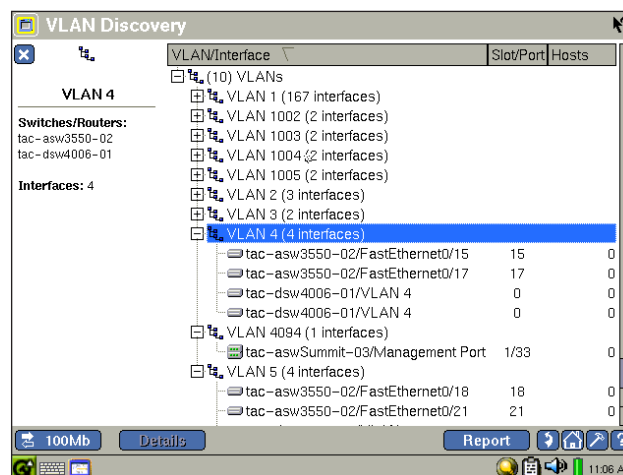 VLAN Discovery
VLAN 4
Switches/Routers:
tac-asw3550-02
tac-dsw4006-01
Interfaces: 4
VLAN/Interface Slot/Port Hosts
(10) VLANs
VLAN 1 (167 interfaces)
VLAN 1002 (2 interfaces)
VLAN 1003 (2 interfaces)
VLAN 1004 (2 interfaces)
VLAN 1005 (2 interfaces)
VLAN 2 (3 interfaces)
VLAN 3 (2 interfaces)
VLAN 4 (4 interfaces)
tac-asw3550-02/FastEthernet0/15 15 0
tac-asw3550-02/FastEthernet0/17 17 0
tac-dsw4006-01/VLAN 4 0 0
tac-dsw4006-01/VLAN 4 0 0
VLAN 4094 (1 interfaces)
tac-aswSummit-03/Management Port 1/33 0
VLAN 5 (4 interfaces)
tac-asw3550-02/FastEthernet0/18 18 0
tac-asw3550-02/FastEthernet0/21 21 0
100Mb Details Report ?
11:06 A